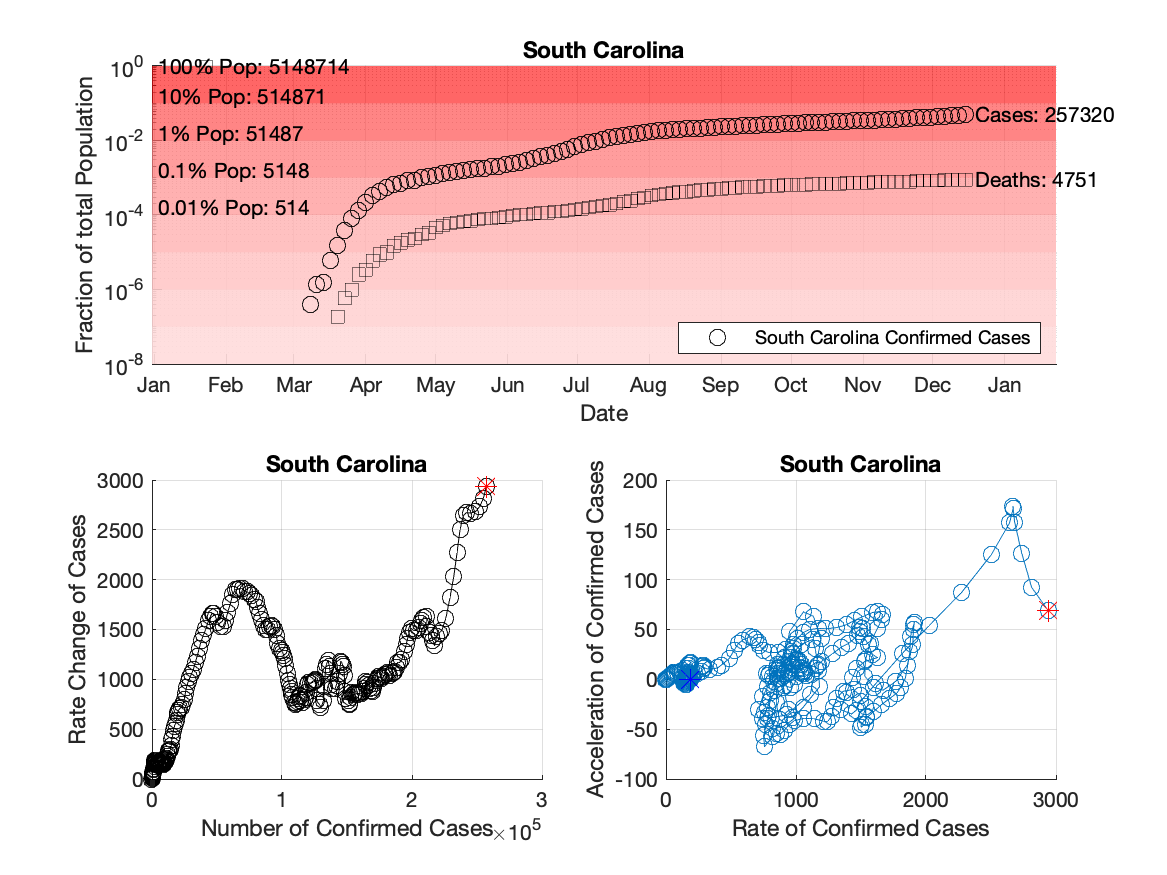 South Carolina
Fraction of total Population
10^0
10^-2
10^-4
10^-6
10^-8
100% Pop: 5148714
10% Pop: 514871
1% Pop: 51487
0.1% Pop: 5148
0.01% Pop: 514
Cases: 257320
Deaths: 4751
South Carolina Confirmed Cases
Jan Feb Mar Apr May Jun Jul Aug Sep Oct Nov Dec Jan
Date
South Carolina
Rate Change of Cases
3000
2500
2000
1500
1000
500
0
0 1 2 3
Number of Confirmed Cases ×10^5
South Carolina
Acceleration of Confirmed Cases
200
150
100
50
0
-50
-100
0 1000 2000 3000
Rate of Confirmed Cases